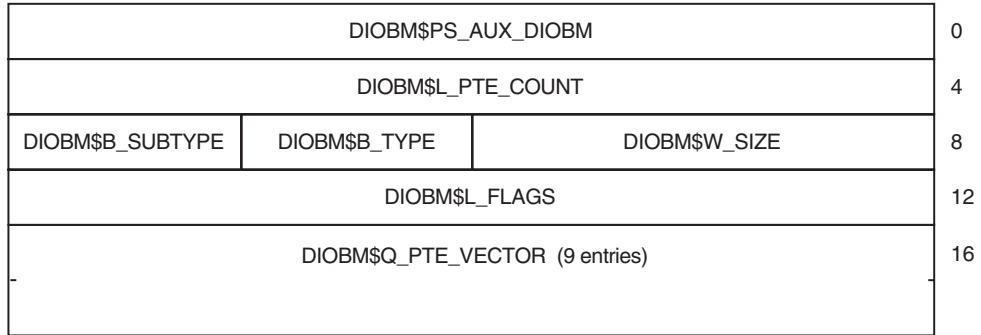 DIOBM$PS_AUX_DIOBM 0
DIOBM$L_PTE_COUNT 4
DIOBM$B_SUBTYPE DIOBM$B_TYPE DIOBM$W_SIZE 8
DIOBM$L_FLAGS 12
DIOBM$Q_PTE_VECTOR (9 entries) 16